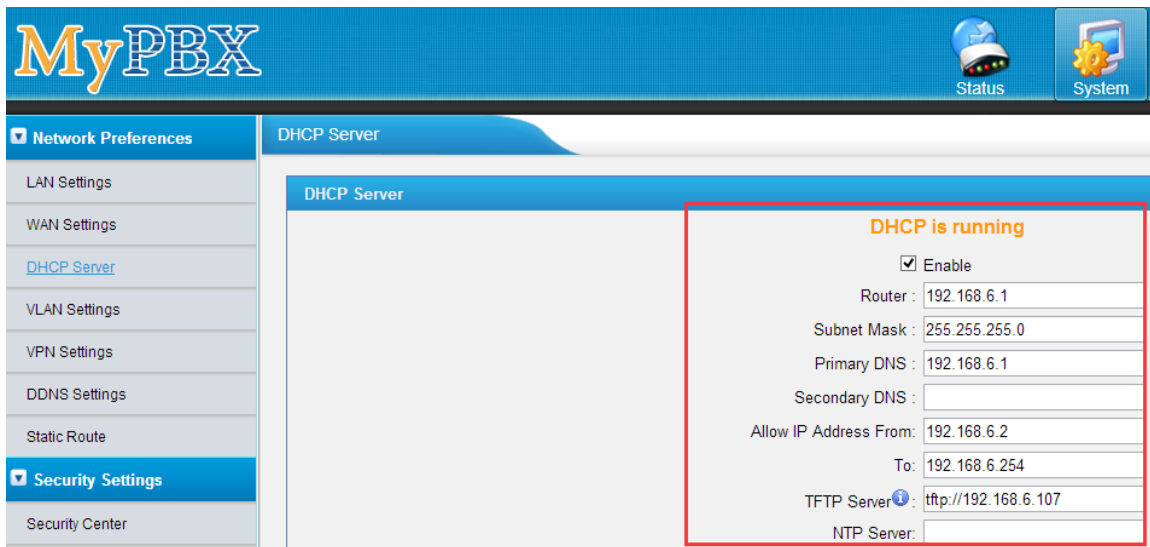 MyPBX
Status
System
Network Preferences
LAN Settings
WAN Settings
DHCP Server
VLAN Settings
VPN Settings
DDNS Settings
Static Route
Security Settings
Security Center
DHCP Server
DHCP Server
DHCP is running
Enable
Router : 192.168.6.1
Subnet Mask : 255.255.255.0
Primary DNS : 192.168.6.1
Secondary DNS :
Allow IP Address From: 192.168.6.2
To: 192.168.6.254
TFTP Server : tftp://192.168.6.107
NTP Server: